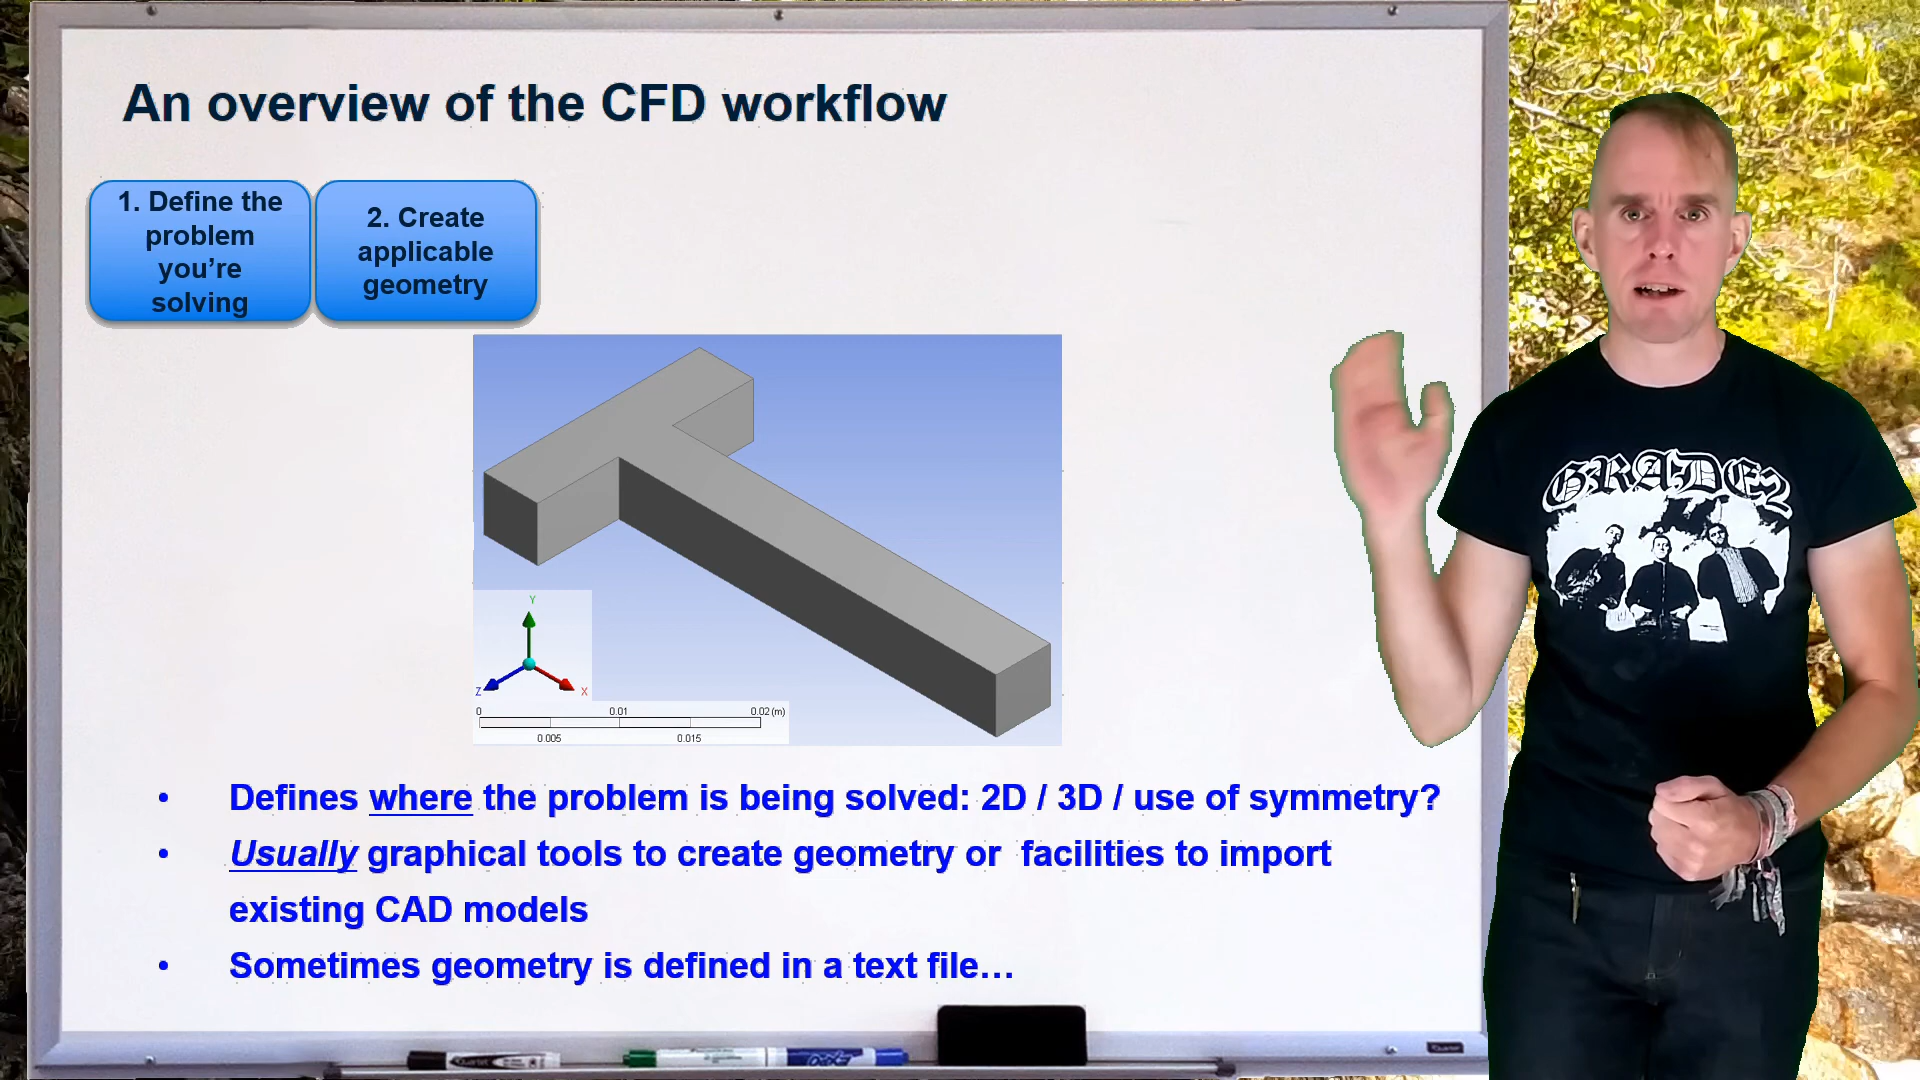 An overview of the CFD workflow
1. Define the
problem
you're
solving
2. Create
applicable
geometry
GRADE 2
Y
Z
X
0
0.01
0.02 (m)
0.005
0.015
• Defines where the problem is being solved: 2D / 3D / use of symmetry?
• Usually graphical tools to create geometry or facilities to import
existing CAD models
• Sometimes geometry is defined in a text file…